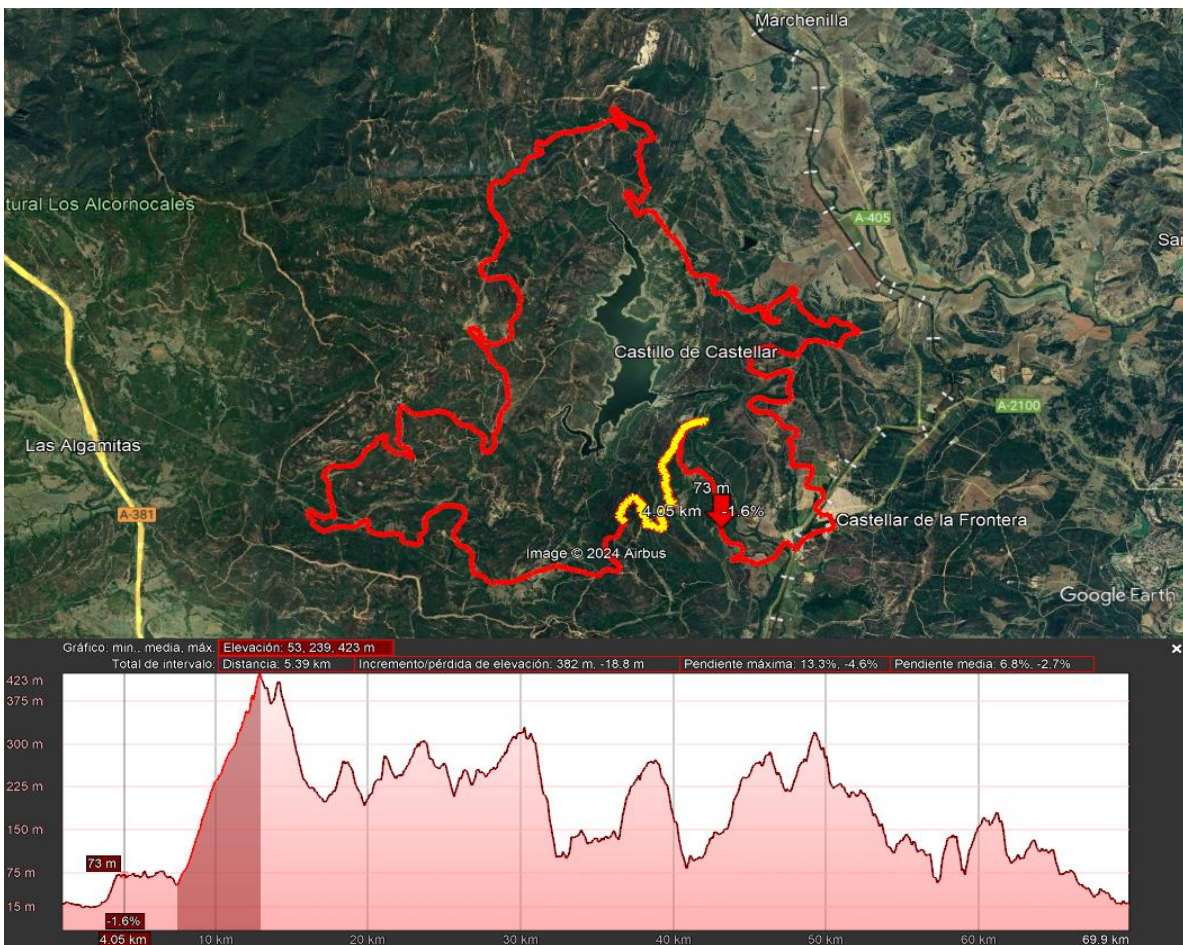 Marchenilla
tural Los Alcornocales
A-405
Sa
Castillo de Castellar
A-2100
Las Algamitas
73 m
4.05 km -1.6%
A-381
Castellar de la Frontera
Image © 2024 Airbus
Google Earth
Gráfico: min., media, máx. Elevación: 53, 239, 423 m
Total de intervalo: Distancia: 5.39 km Incremento/pérdida de elevación: 382 m, -18.8 m Pendiente máxima: 13.3%, -4.6% Pendiente media: 6.8%, -2.7%
423 m
375 m
300 m
225 m
150 m
73 m
75 m
15 m
-1.6%
4.05 km 10 km 20 km 30 km 40 km 50 km 60 km 69.9 km